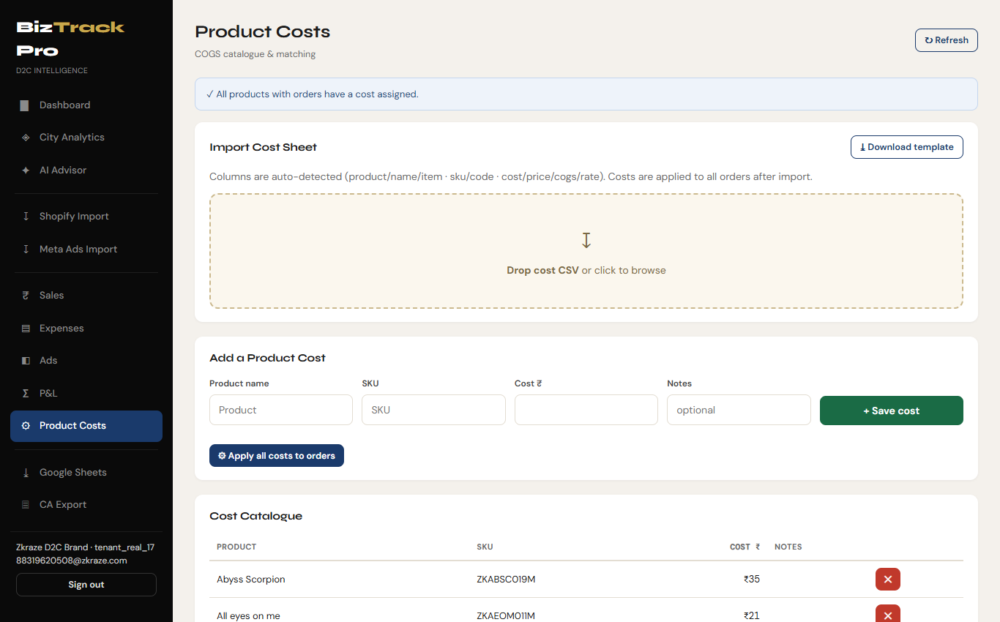 BizTrack
Pro
D2C INTELLIGENCE
Dashboard
City Analytics
AI Advisor
Shopify Import
Meta Ads Import
Sales
Expenses
Ads
Σ P&L
Product Costs
Google Sheets
CA Export
Zkraze D2C Brand · tenant_real_17
88319620508@zkraze.com
Sign out
Product Costs
COGS catalogue & matching
↻ Refresh
✓ All products with orders have a cost assigned.
Import Cost Sheet
⤓ Download template
Columns are auto-detected (product/name/item · sku/code · cost/price/cogs/rate). Costs are applied to all orders after import.
Drop cost CSV or click to browse
Add a Product Cost
Product name SKU Cost ₹ Notes
Product SKU optional + Save cost
⚙ Apply all costs to orders
Cost Catalogue
PRODUCT SKU COST ₹ NOTES
Abyss Scorpion ZKABSC019M ₹35 ✕
All eyes on me ZKAEOM011M ₹21 ✕